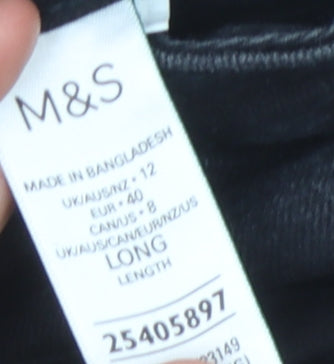 M&S
MADE IN BANGLADESH
UK/AUS/NZ • 12
EUR • 40
CAN/US • 8
UK/AUS/CAN/EUR/NZ/US
LONG
LENGTH
25405897
23149